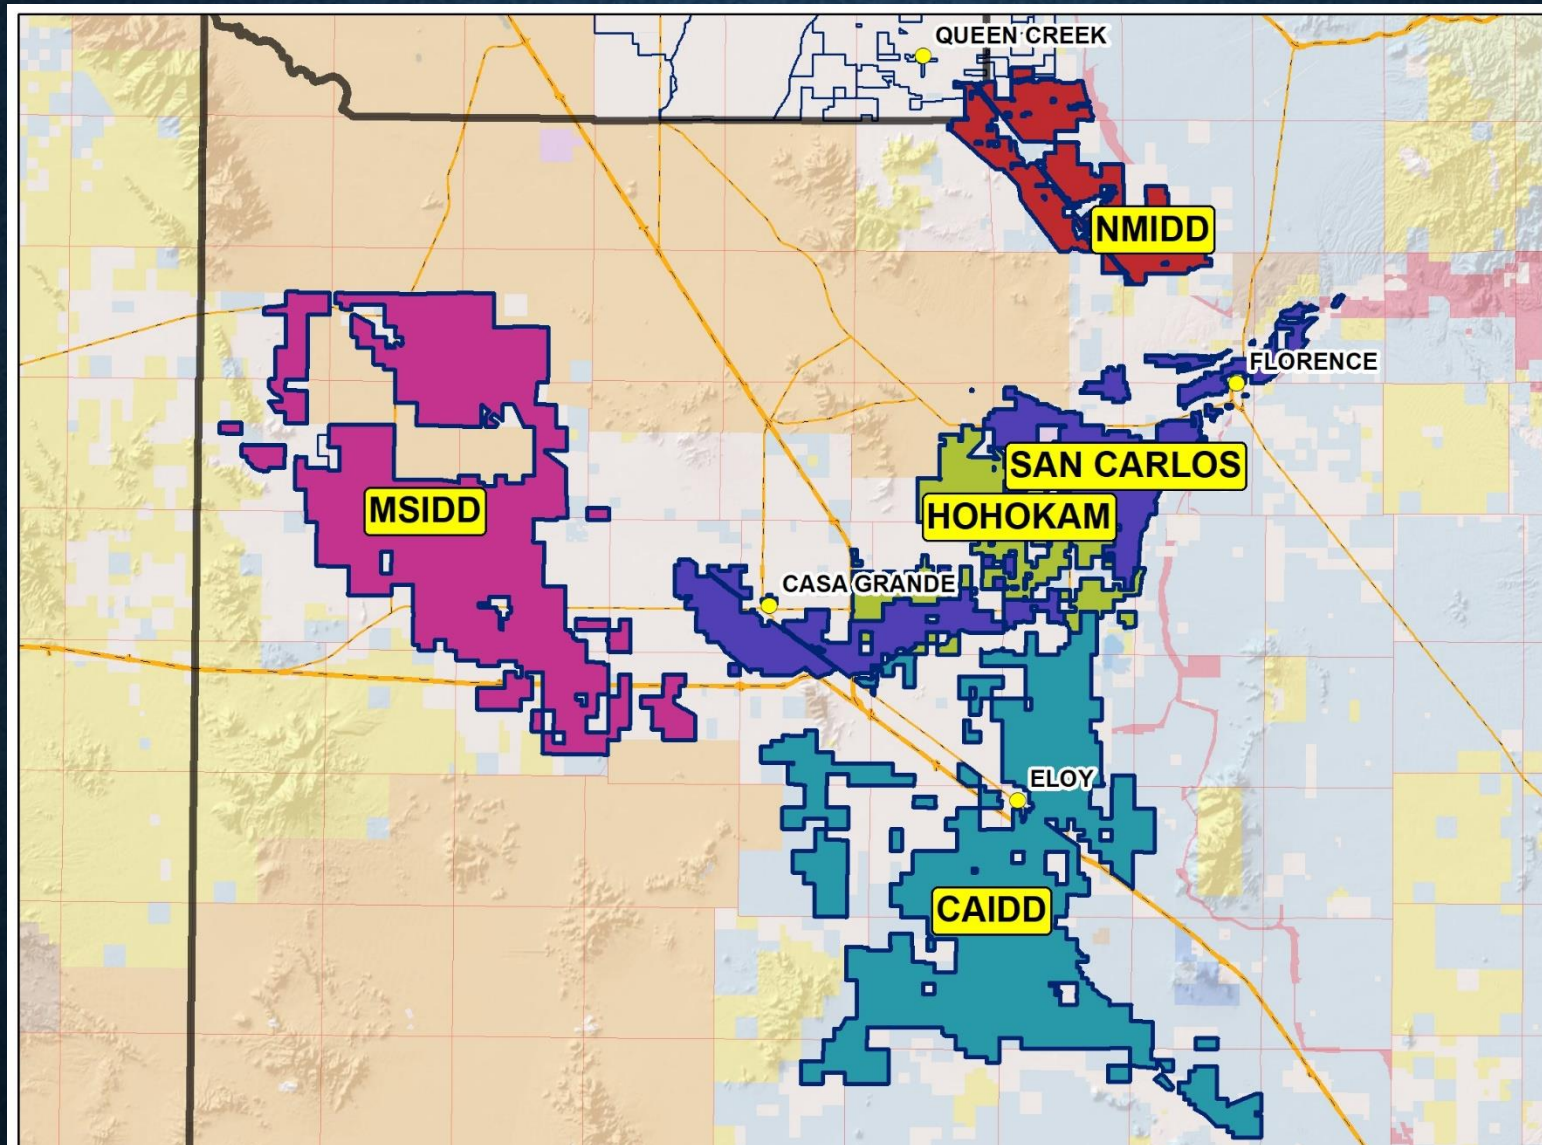 QUEEN CREEK
NMIDD
FLORENCE
SAN CARLOS
MSIDD
HOHOKAM
CASA GRANDE
ELOY
CAIDD